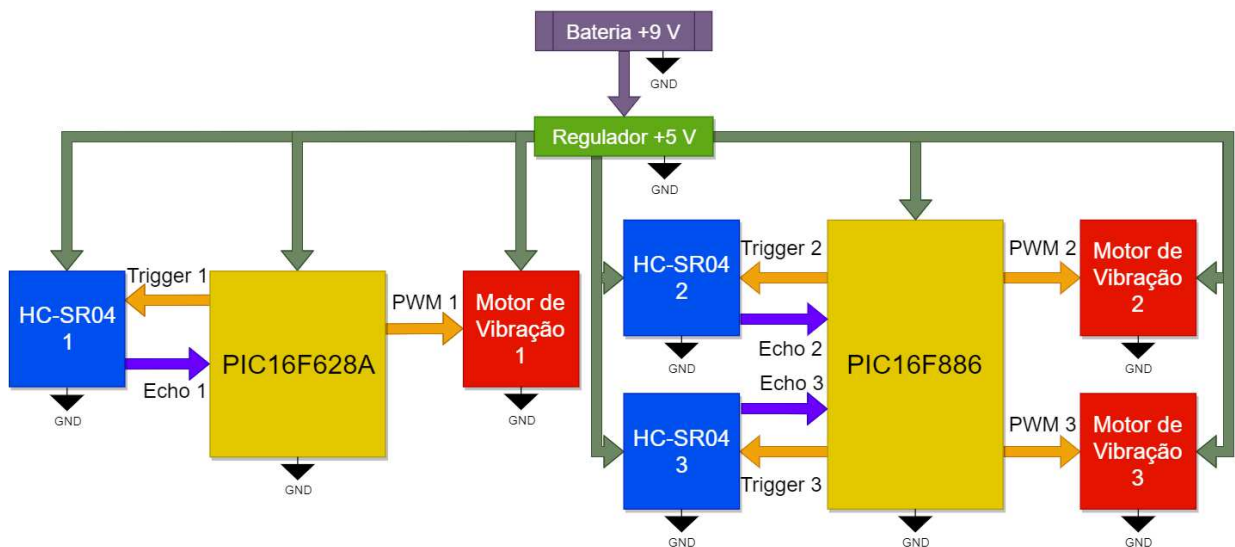 Bateria +9 V
GND
Regulador +5 V
GND
HC-SR04
1
GND
Trigger 1
Echo 1
PIC16F628A
GND
PWM 1
Motor de
Vibração
1
GND
HC-SR04
2
GND
Trigger 2
Echo 2
Echo 3
Trigger 3
HC-SR04
3
GND
PIC16F886
GND
PWM 2
Motor de
Vibração
2
GND
PWM 3
Motor de
Vibração
3
GND